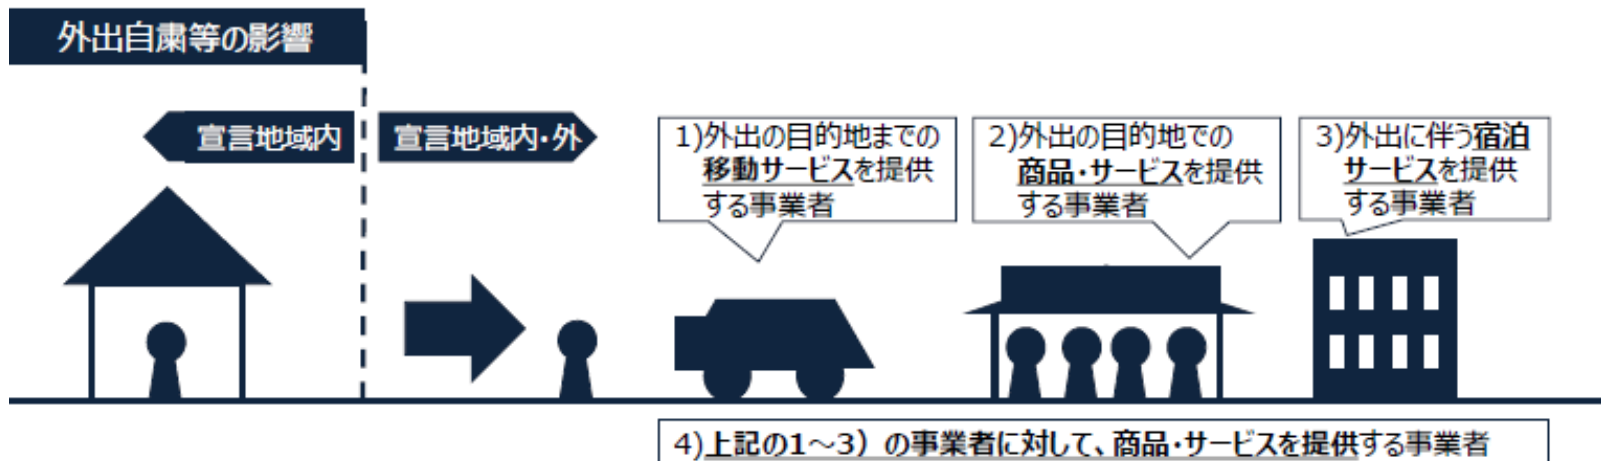 外出自粛等の影響
宣言地域内
宣言地域内・外
1)外出の目的地までの
移動サービスを提供
する事業者
2)外出の目的地での
商品・サービスを提供
する事業者
3)外出に伴う宿泊
サービスを提供
する事業者
4)上記の1～3）の事業者に対して、商品・サービスを提供する事業者